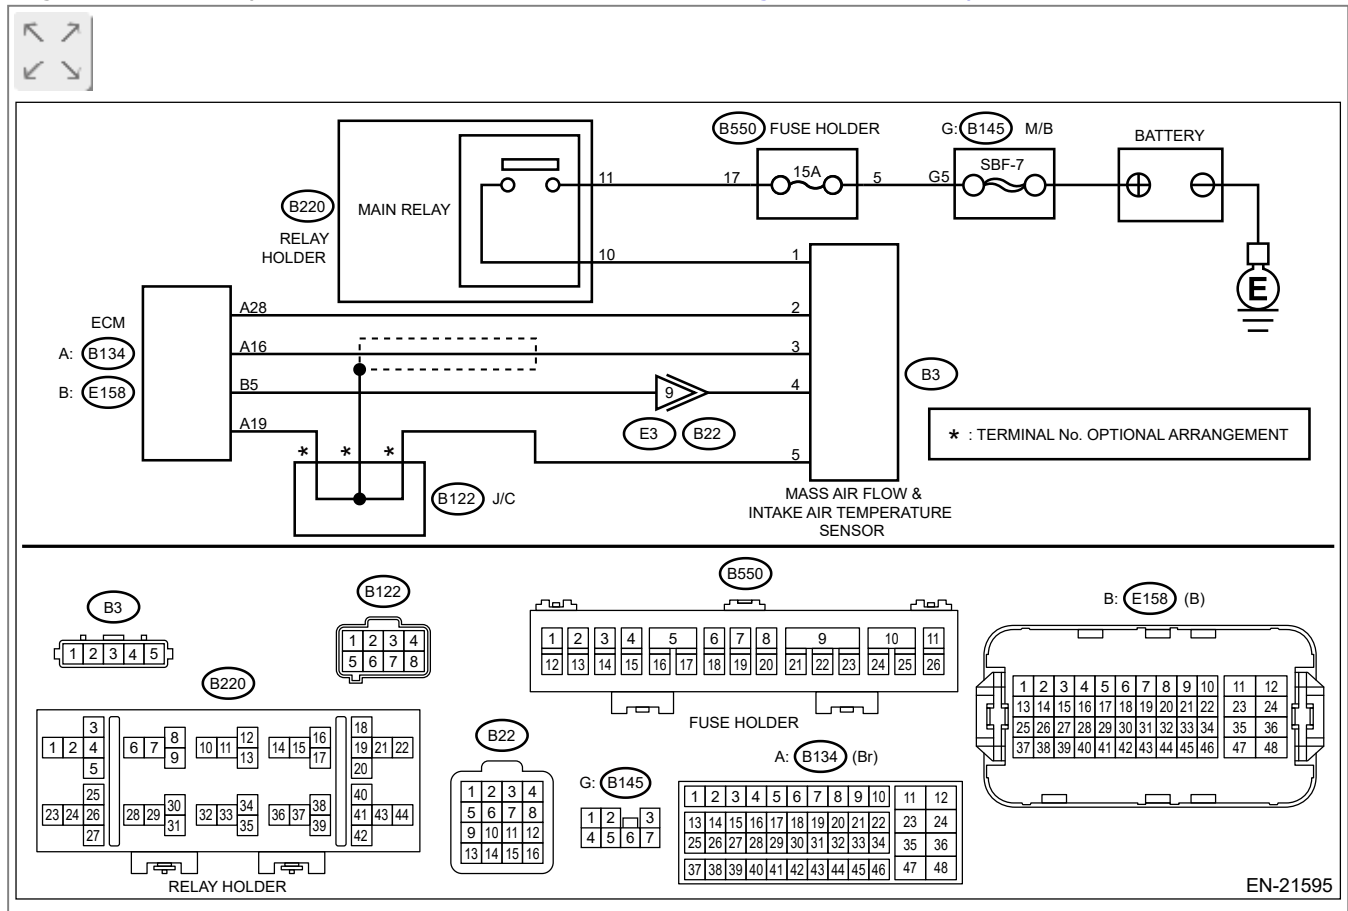 B550 FUSE HOLDER
G: B145 M/B
BATTERY
SBF-7
15A
11 17 5 G5
B220
MAIN RELAY
RELAY
HOLDER
10 1
A28 2
ECM
A: B134
A16 3
B: E158
B5 9 4
B3
E3 B22
A19
* * *
* : TERMINAL No. OPTIONAL ARRANGEMENT
5
B122 J/C
MASS AIR FLOW &
INTAKE AIR TEMPERATURE
SENSOR
E
B3
1 2 3 4 5
B122
1 2 3 4
5 6 7 8
B550
1 2 3 4 5 6 7 8 9 10 11
12 13 14 15 16 17 18 19 20 21 22 23 24 25 26
FUSE HOLDER
B: E158 (B)
1 2 3 4 5 6 7 8 9 10 11 12
13 14 15 16 17 18 19 20 21 22 23 24
25 26 27 28 29 30 31 32 33 34 35 36
37 38 39 40 41 42 43 44 45 46 47 48
B220
3 18
1 2 4 6 7 8 9 10 11 12 13 14 15 16 17 19 21 22
5 20
25 40
23 24 26 28 29 30 31 32 33 34 35 36 37 38 39 41 43 44
27 42
RELAY HOLDER
B22
1 2 3 4
5 6 7 8
9 10 11 12
13 14 15 16
G: B145
1 2 3
4 5 6 7
A: B134 (Br)
1 2 3 4 5 6 7 8 9 10 11 12
13 14 15 16 17 18 19 20 21 22 23 24
25 26 27 28 29 30 31 32 33 34 35 36
37 38 39 40 41 42 43 44 45 46 47 48
EN-21595